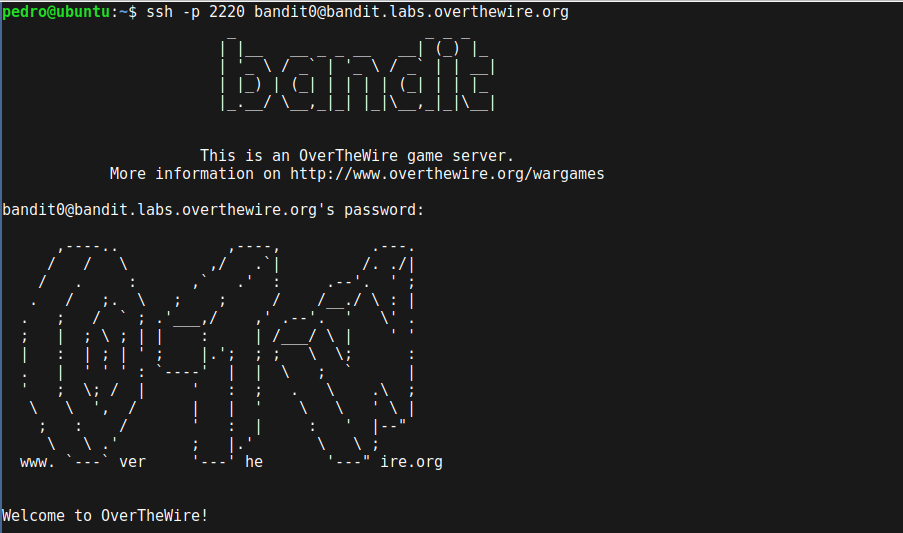 pedro@ubuntu:~$ ssh -p 2220 bandit0@bandit.labs.overthewire.org
bandit
This is an OverTheWire game server.
More information on http://www.overthewire.org/wargames
bandit0@bandit.labs.overthewire.org's password:
www. ver he ire.org
Welcome to OverTheWire!